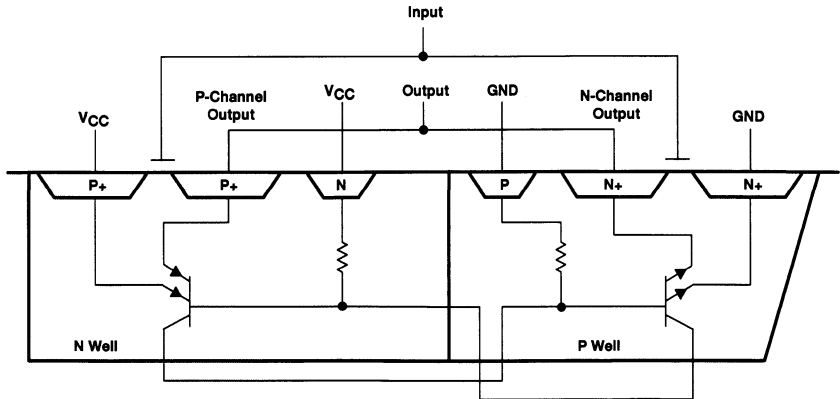 Input
P-Channel
Output
VCC
Output
GND
N-Channel
Output
VCC
GND
P+
P+
N
P
N+
N+
N Well
P Well